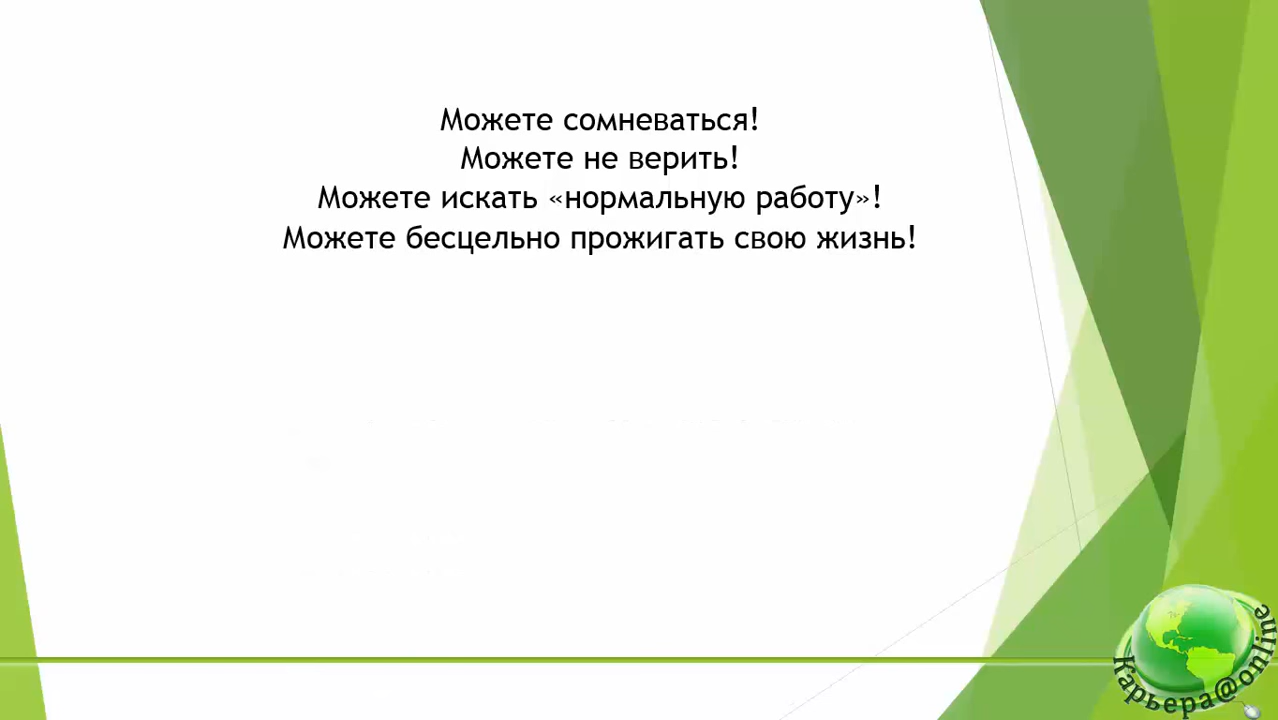 Можете сомневаться!
Можете не верить!
Можете искать «нормальную работу»!
Можете бесцельно прожигать свою жизнь!
Карьера@online